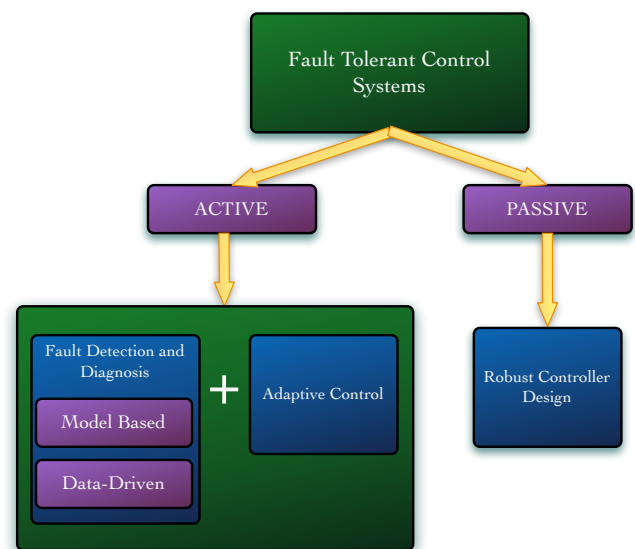 Fault Tolerant Control
Systems
ACTIVE
PASSIVE
Fault Detection and
Diagnosis
Model Based
Data-Driven
+
Adaptive Control
Robust Controller
Design